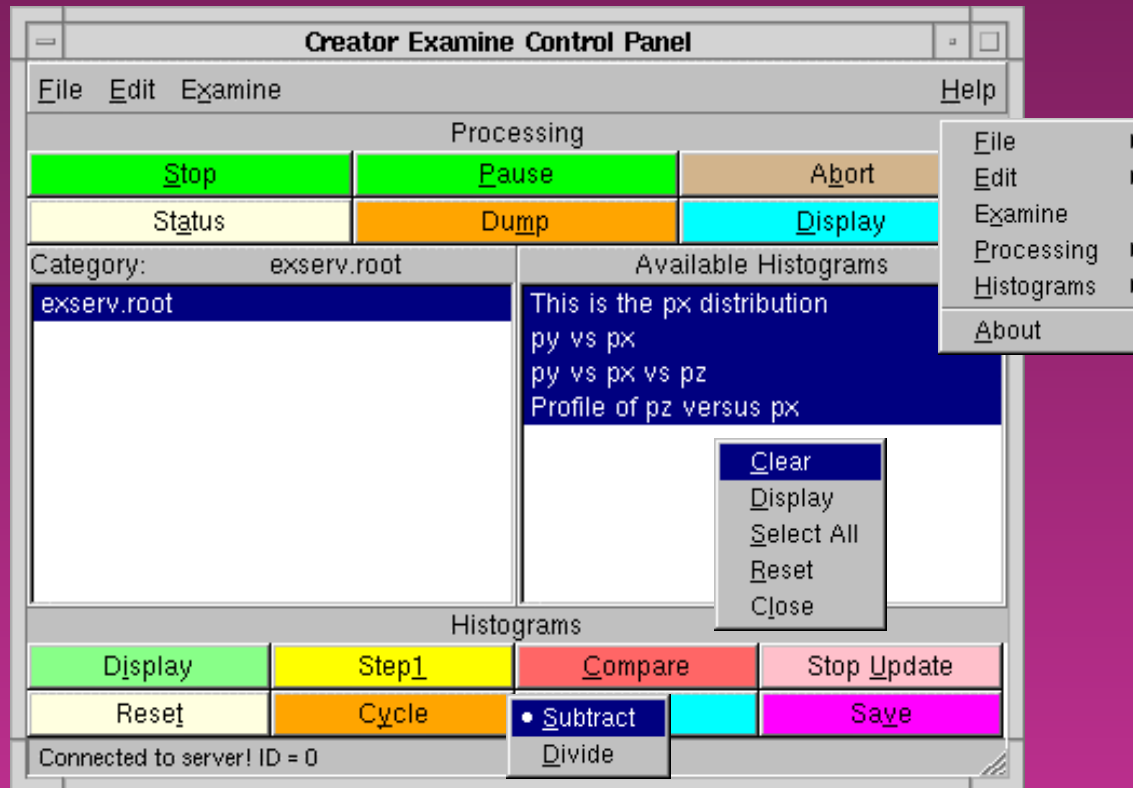 Creator Examine Control Panel
File Edit Examine Help
Processing
Stop Pause Abort
Status Dump Display
Category: exserv.root Available Histograms
exserv.root
This is the px distribution
py vs px
py vs px vs pz
Profile of pz versus px
File
Edit
Examine
Processing
Histograms
About
Clear
Display
Select All
Reset
Close
Histograms
Display Step1 Compare Stop Update
Reset Cycle Save
Subtract
Divide
Connected to server! ID = 0